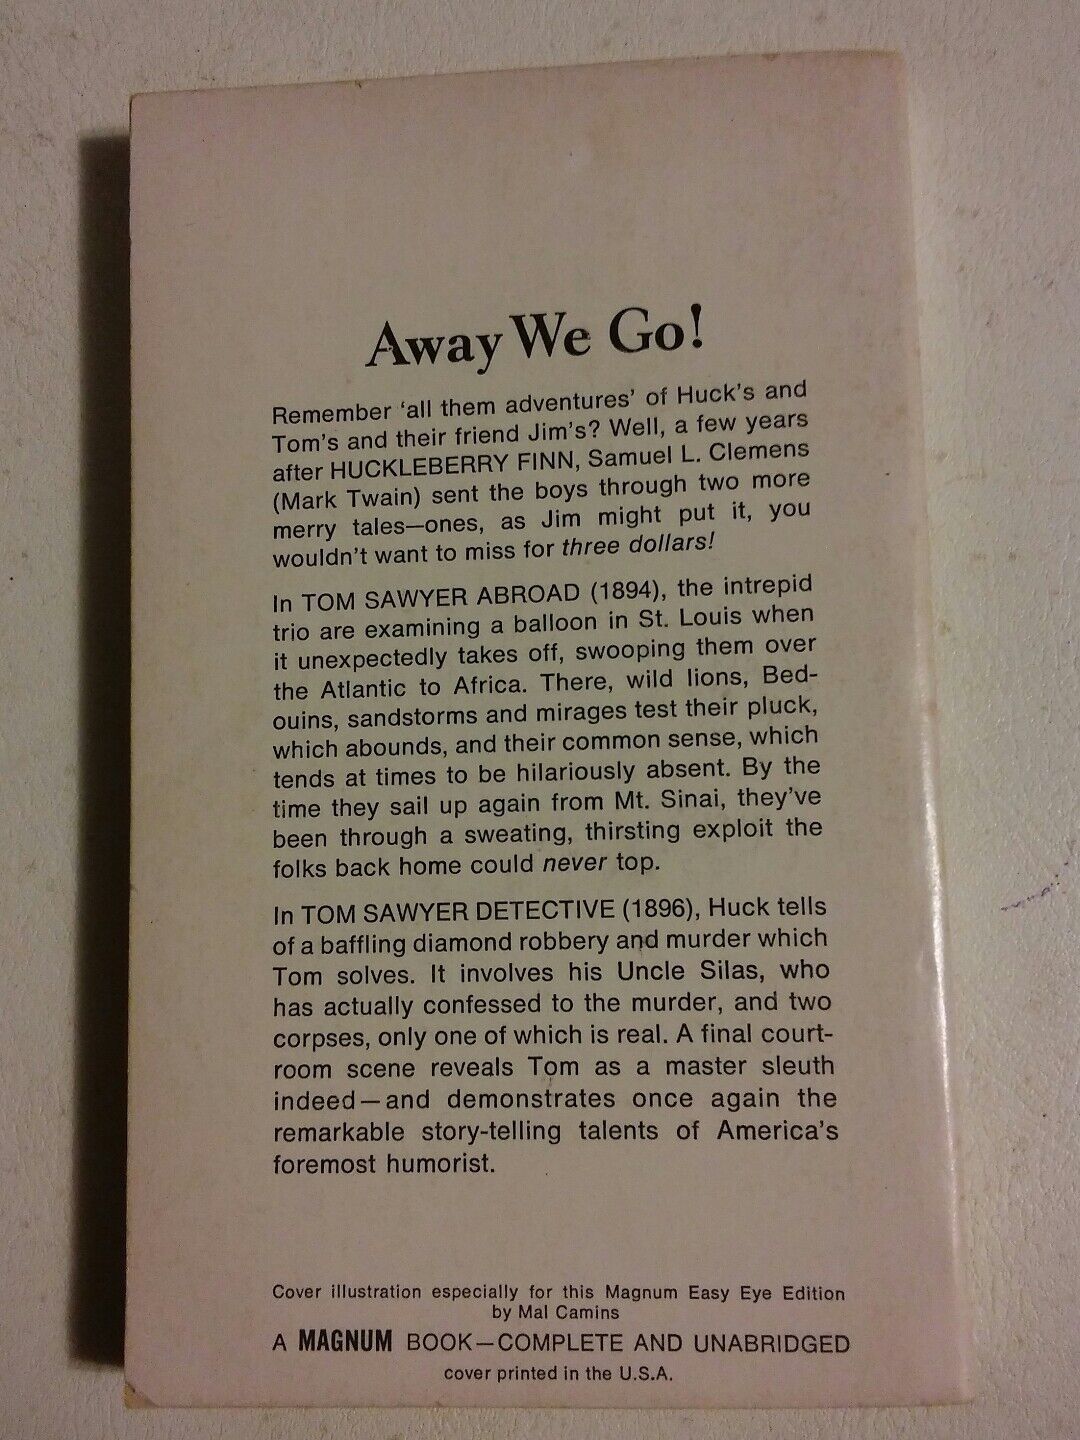 Away We Go!
Remember 'all them adventures' of Huck's and
Tom's and their friend Jim's? Well, a few years
after HUCKLEBERRY FINN, Samuel L. Clemens
(Mark Twain) sent the boys through two more
merry tales—ones, as Jim might put it, you
wouldn't want to miss for three dollars!
In TOM SAWYER ABROAD (1894), the intrepid
trio are examining a balloon in St. Louis when
it unexpectedly takes off, swooping them over
the Atlantic to Africa. There, wild lions, Bed-
ouins, sandstorms and mirages test their pluck,
which abounds, and their common sense, which
tends at times to be hilariously absent. By the
time they sail up again from Mt. Sinai, they've
been through a sweating, thirsting exploit the
folks back home could never top.
In TOM SAWYER DETECTIVE (1896), Huck tells
of a baffling diamond robbery and murder which
Tom solves. It involves his Uncle Silas, who
has actually confessed to the murder, and two
corpses, only one of which is real. A final court-
room scene reveals Tom as a master sleuth
indeed—and demonstrates once again the
remarkable story-telling talents of America's
foremost humorist.
Cover illustration especially for this Magnum Easy Eye Edition
by Mal Camins
A MAGNUM BOOK—COMPLETE AND UNABRIDGED
cover printed in the U.S.A.